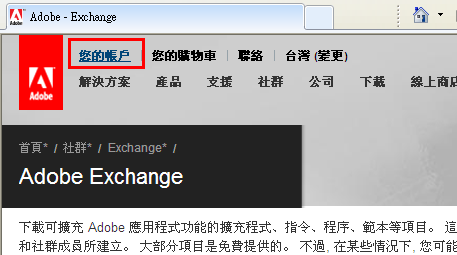 Adobe - Exchange
您的帳戶 您的購物車 聯絡 台灣 (變更)
Adobe
解決方案 產品 支援 社群 公司 下載 線上商店
首頁* / 社群* / Exchange* /
Adobe Exchange
下載可擴充 Adobe 應用程式功能的擴充程式、指令、程序、範本等項目。 這
和社群成員所建立。 大部分項目是免費提供的。 不過, 在某些情況下, 您可能